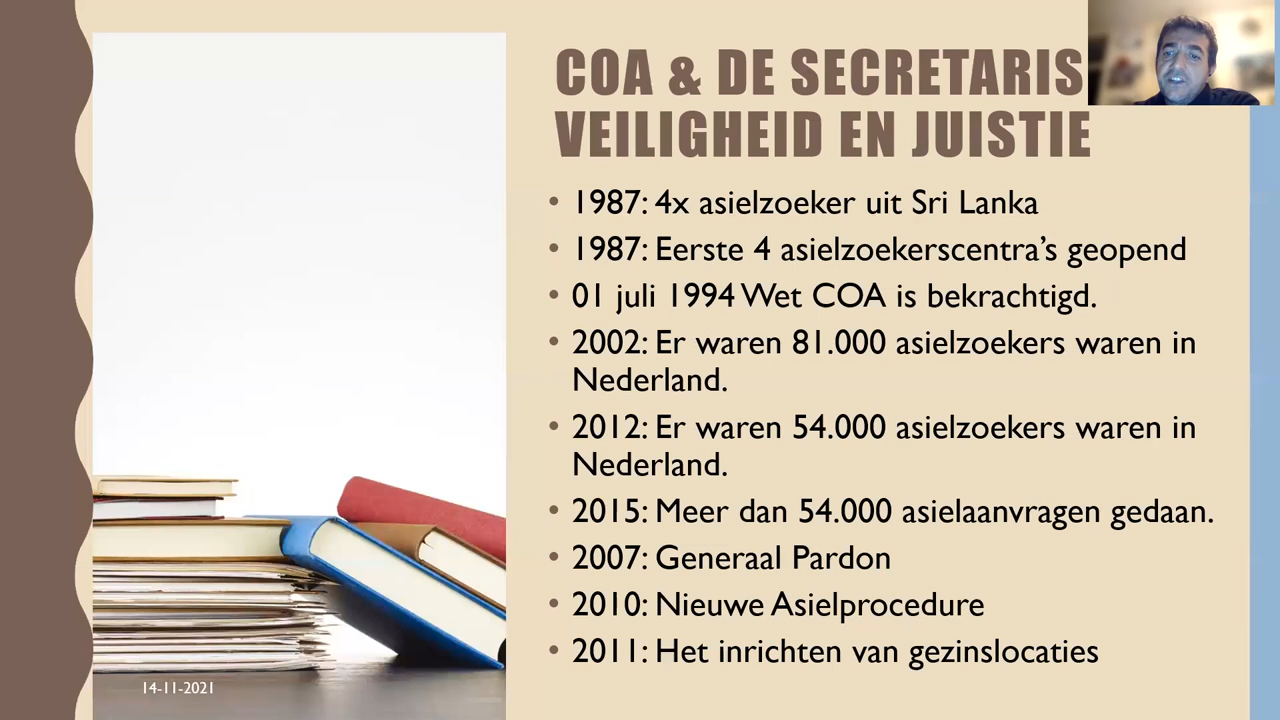 COA & DE SECRETARIS
VEILIGHEID EN JUISTIE
• 1987: 4x asielzoeker uit Sri Lanka
• 1987: Eerste 4 asielzoekerscentra’s geopend
• 01 juli 1994 Wet COA is bekrachtigd.
• 2002: Er waren 81.000 asielzoekers waren in
Nederland.
• 2012: Er waren 54.000 asielzoekers waren in
Nederland.
• 2015: Meer dan 54.000 asielaanvragen gedaan.
• 2007: Generaal Pardon
• 2010: Nieuwe Asielprocedure
• 2011: Het inrichten van gezinslocaties
14-11-2021